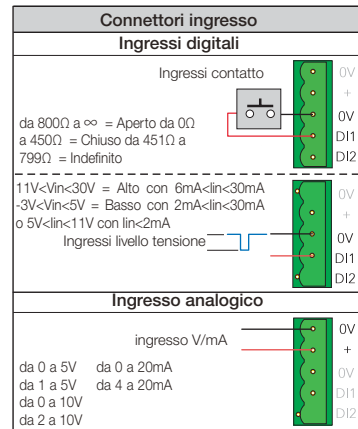 Connettori ingresso
Ingressi digitali
Ingressi contatto
0V
+
0V
DI1
DI2
da 800Ω a ∞ = Aperto da 0Ω
a 450Ω = Chiuso da 451Ω a
799Ω = Indefinito
11V<Vin<30V = Alto con 6mA<Iin<30mA
-3V<Vin<5V = Basso con 2mA<Iin<30mA
o 5V<Iin<11V con Iin<2mA
Ingressi livello tensione
0V
+
0V
DI1
DI2
Ingresso analogico
ingresso V/mA
0V
+
0V
DI1
DI2
da 0 a 5V da 0 a 20mA
da 1 a 5V da 4 a 20mA
da 0 a 10V
da 2 a 10V